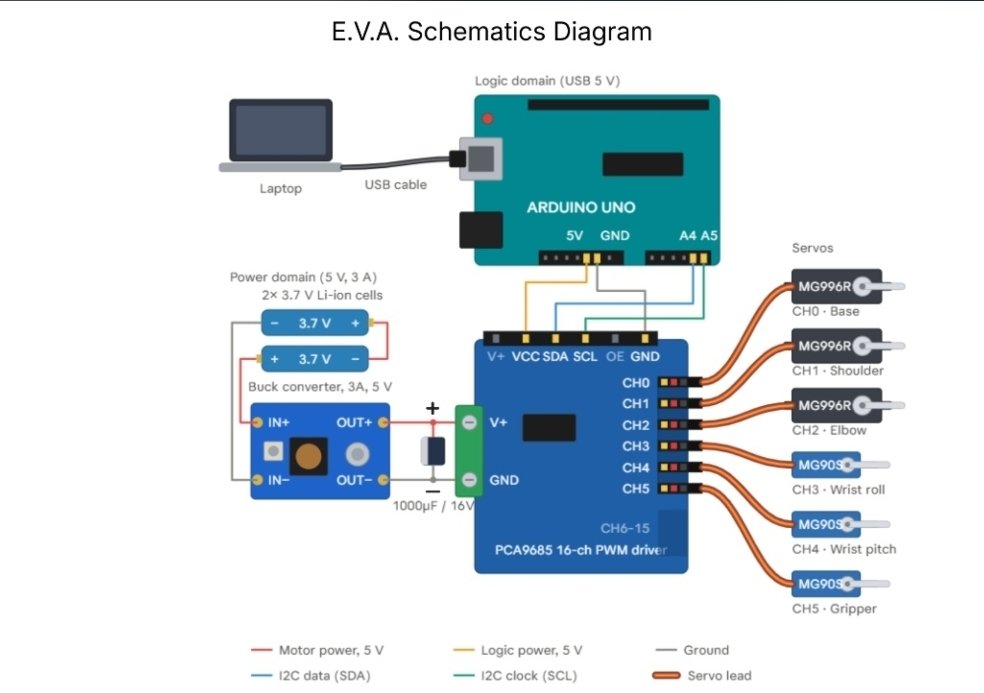 E.V.A. Schematics Diagram
Logic domain (USB 5 V)
Laptop
USB cable
ARDUINO UNO
5V GND A4 A5
Servos
Power domain (5 V, 3 A)
2× 3.7 V Li-ion cells
− 3.7 V +
+ 3.7 V −
Buck converter, 3A, 5 V
IN+ OUT+
IN− OUT−
+
−
1000μF / 16V
V+ VCC SDA SCL OE GND
V+
GND
CH0
CH1
CH2
CH3
CH4
CH5
CH6-15
PCA9685 16-ch PWM driver
MG996R
CH0 · Base
MG996R
CH1 · Shoulder
MG996R
CH2 · Elbow
MG90S
CH3 · Wrist roll
MG90S
CH4 · Wrist pitch
MG90S
CH5 · Gripper
Motor power, 5 V
Logic power, 5 V
Ground
I2C data (SDA)
I2C clock (SCL)
Servo lead